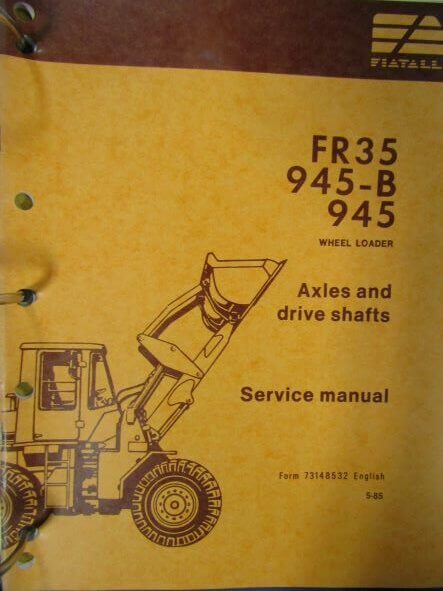 FIATALLIS
FR35
945-B
945
WHEEL LOADER
Axles and
drive shafts
Service manual
Form 73148532 English
5-85